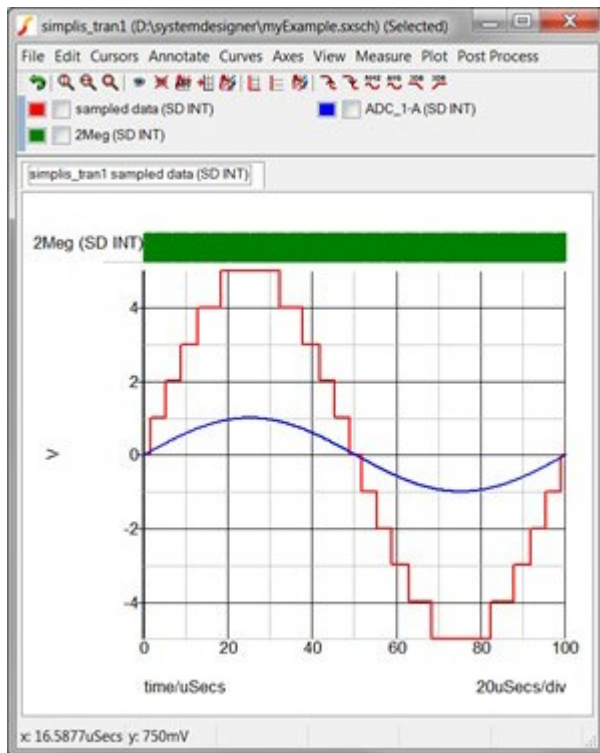 simplis_tran1 (D:\systemdesigner\myExample.sxsch) (Selected)
File Edit Cursors Annotate Curves Axes View Measure Plot Post Process
sampled data (SD INT) ADC_1-A (SD INT)
2Meg (SD INT)
simplis_tran1 sampled data (SD INT)
2Meg (SD INT)
4
2
0
-2
-4
V
0 20 40 60 80 100
time/uSecs 20uSecs/div
x: 16.5877uSecs y: 750mV